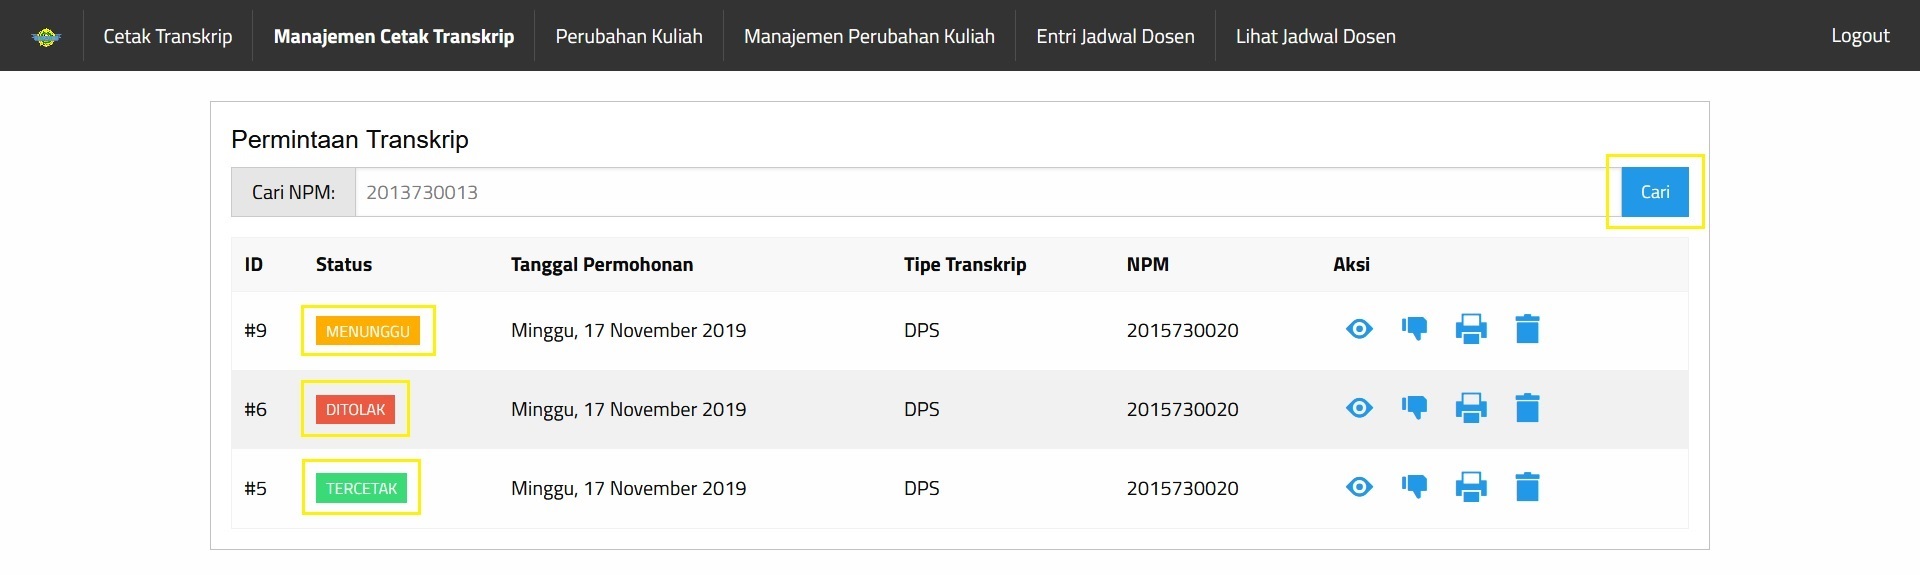 Cetak Transkrip Manajemen Cetak Transkrip Perubahan Kuliah Manajemen Perubahan Kuliah Entri Jadwal Dosen Lihat Jadwal Dosen Logout
Permintaan Transkrip
Cari NPM: 2013730013 Cari
ID Status Tanggal Permohonan Tipe Transkrip NPM Aksi
#9 MENUNGGU Minggu, 17 November 2019 DPS 2015730020
#6 DITOLAK Minggu, 17 November 2019 DPS 2015730020
#5 TERCETAK Minggu, 17 November 2019 DPS 2015730020